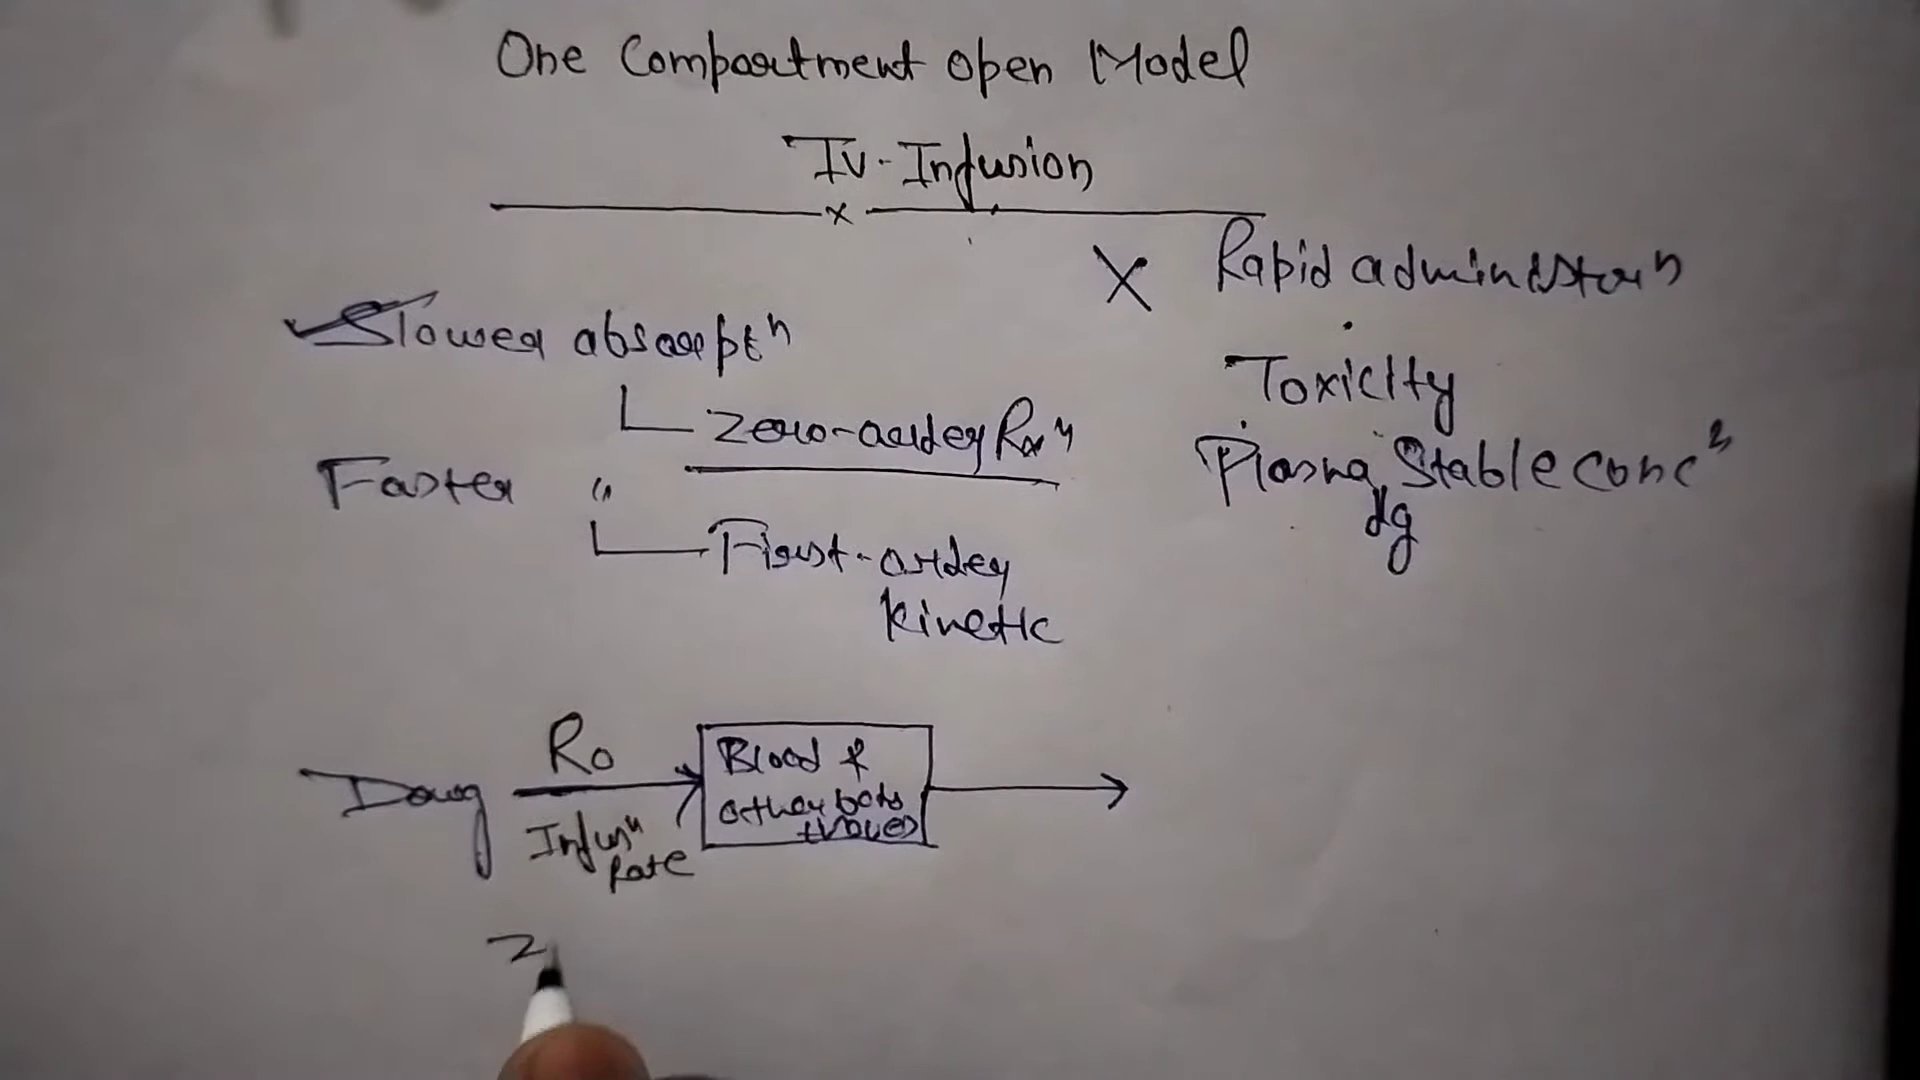 One Compartment open Model
IV-Infusion
x
X Rapid administorn
Slower absorptn
Toxicity
Zero-order Rxn
Plasma Stable concn
dg
Faster "
First-order
kinetic
Ro
Drug
Infusn
Rate
Blood &
other body
tissues
Z